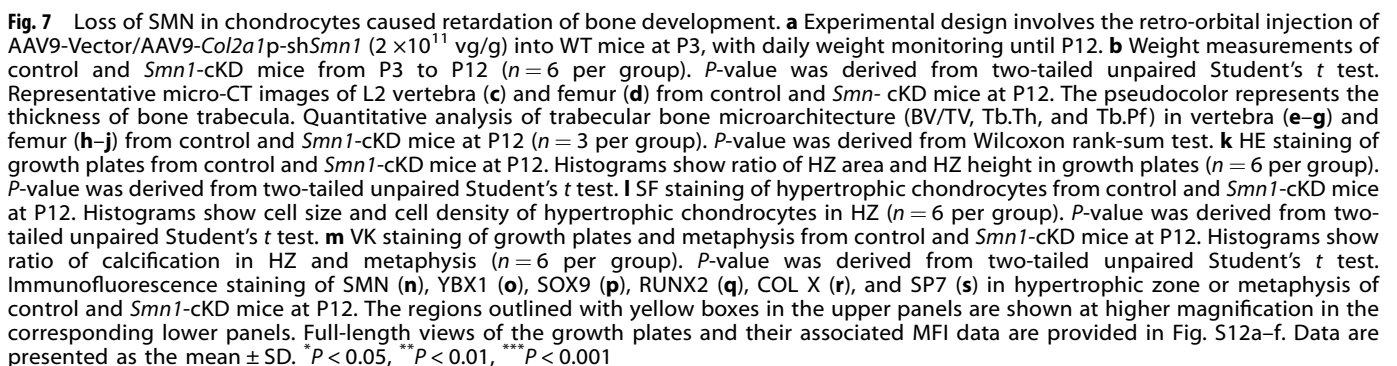 Fig. 7 Loss of SMN in chondrocytes caused retardation of bone development. a Experimental design involves the retro-orbital injection of
AAV9-Vector/AAV9-Col2a1p-shSmn1 (2 ×10¹¹ vg/g) into WT mice at P3, with daily weight monitoring until P12. b Weight measurements of
control and Smn1-cKD mice from P3 to P12 (n = 6 per group). P-value was derived from two-tailed unpaired Student's t test.
Representative micro-CT images of L2 vertebra (c) and femur (d) from control and Smn- cKD mice at P12. The pseudocolor represents the
thickness of bone trabecula. Quantitative analysis of trabecular bone microarchitecture (BV/TV, Tb.Th, and Tb.Pf) in vertebra (e–g) and
femur (h–j) from control and Smn1-cKD mice at P12 (n = 3 per group). P-value was derived from Wilcoxon rank-sum test. k HE staining of
growth plates from control and Smn1-cKD mice at P12. Histograms show ratio of HZ area and HZ height in growth plates (n = 6 per group).
P-value was derived from two-tailed unpaired Student's t test. l SF staining of hypertrophic chondrocytes from control and Smn1-cKD mice
at P12. Histograms show cell size and cell density of hypertrophic chondrocytes in HZ (n = 6 per group). P-value was derived from two-
tailed unpaired Student's t test. m VK staining of growth plates and metaphysis from control and Smn1-cKD mice at P12. Histograms show
ratio of calcification in HZ and metaphysis (n = 6 per group). P-value was derived from two-tailed unpaired Student's t test.
Immunofluorescence staining of SMN (n), YBX1 (o), SOX9 (p), RUNX2 (q), COL X (r), and SP7 (s) in hypertrophic zone or metaphysis of
control and Smn1-cKD mice at P12. The regions outlined with yellow boxes in the upper panels are shown at higher magnification in the
corresponding lower panels. Full-length views of the growth plates and their associated MFI data are provided in Fig. S12a–f. Data are
presented as the mean ± SD. *P < 0.05, **P < 0.01, ***P < 0.001